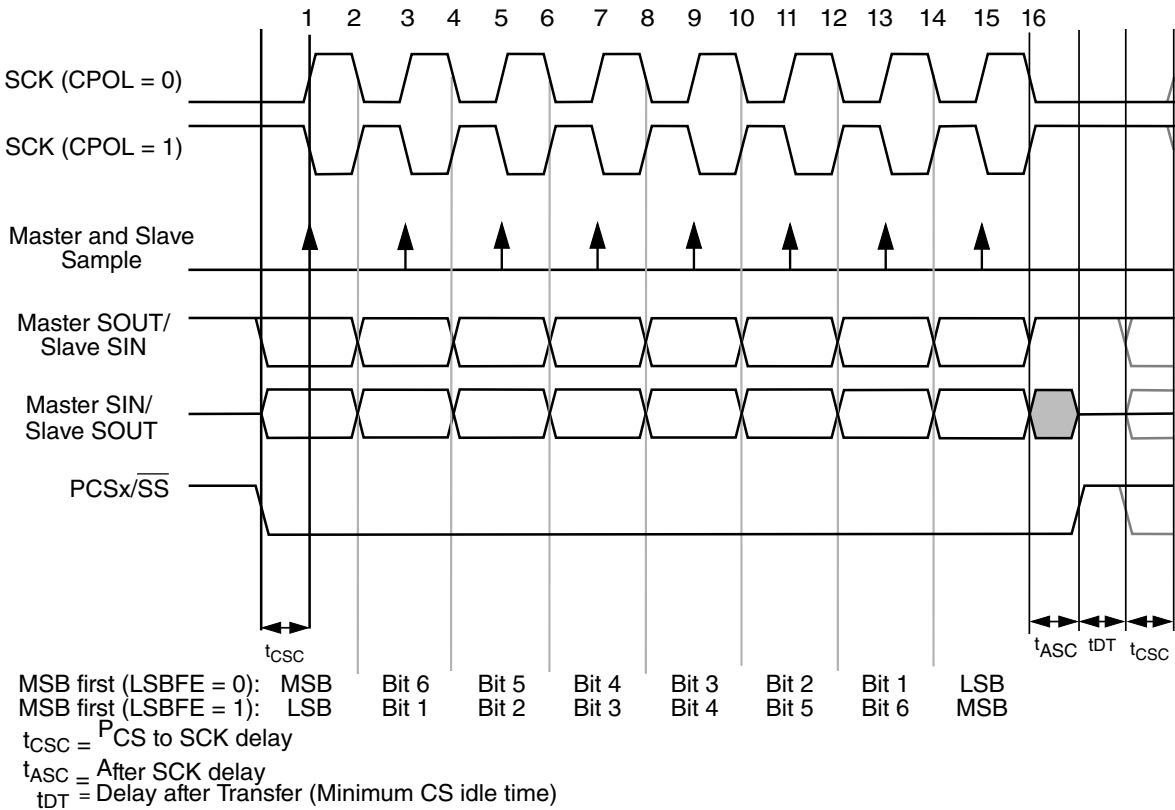 1 2 3 4 5 6 7 8 9 10 11 12 13 14 15 16
SCK (CPOL = 0)
SCK (CPOL = 1)
Master and Slave
Sample
Master SOUT/
Slave SIN
Master SIN/
Slave SOUT
PCSx/SS
tCSC tASC tDT tCSC
MSB first (LSBFE = 0): MSB Bit 6 Bit 5 Bit 4 Bit 3 Bit 2 Bit 1 LSB
MSB first (LSBFE = 1): LSB Bit 1 Bit 2 Bit 3 Bit 4 Bit 5 Bit 6 MSB
tCSC = PCS to SCK delay
tASC = After SCK delay
tDT = Delay after Transfer (Minimum CS idle time)